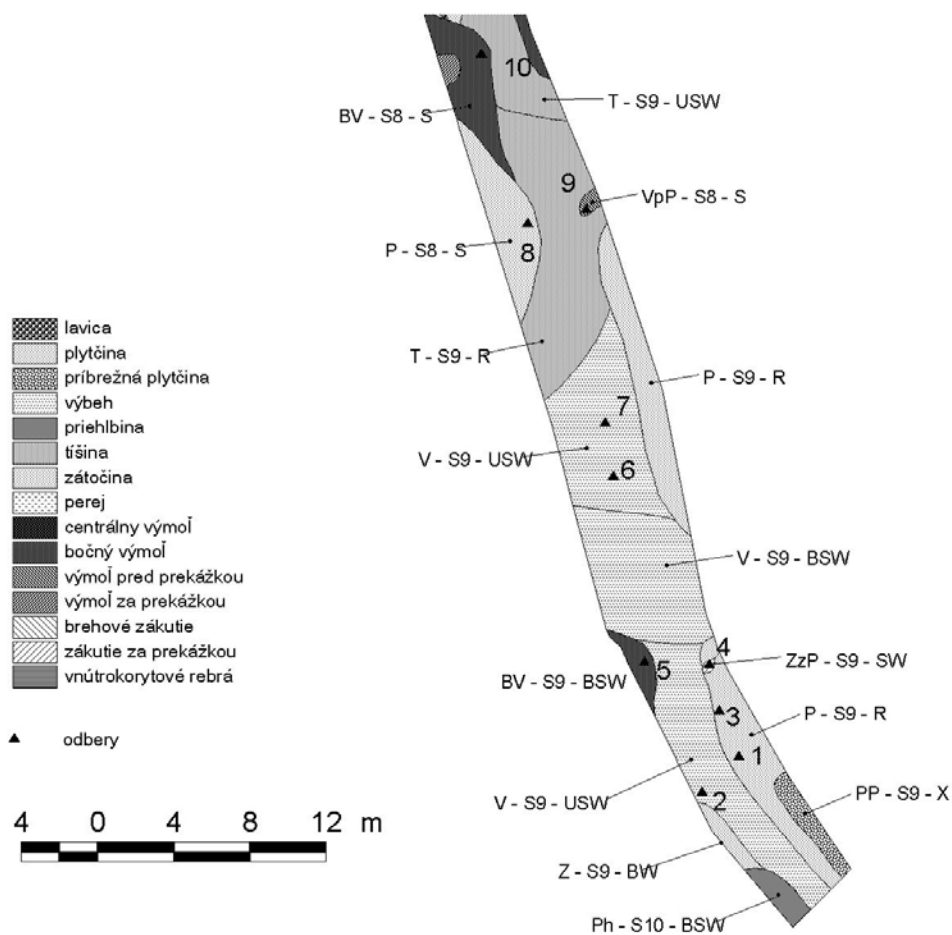 10
T - S9 - USW
BV - S8 - S
9
VpP - S8 - S
8
P - S8 - S
T - S9 - R
P - S9 - R
7
V - S9 - USW
6
V - S9 - BSW
4
ZzP - S9 - SW
5
BV - S9 - BSW
3
P - S9 - R
1
V - S9 - USW
PP - S9 - X
2
Z - S9 - BW
Ph - S10 - BSW
lavica
plytčina
príbrežná plytčina
výbeh
priehlbina
tíšina
zátočina
perej
centrálny výmoľ
bočný výmoľ
výmoľ pred prekážkou
výmoľ za prekážkou
brehové zákutie
zákutie za prekážkou
vnútrokorytové rebrá
odbery
4 0 4 8 12 m